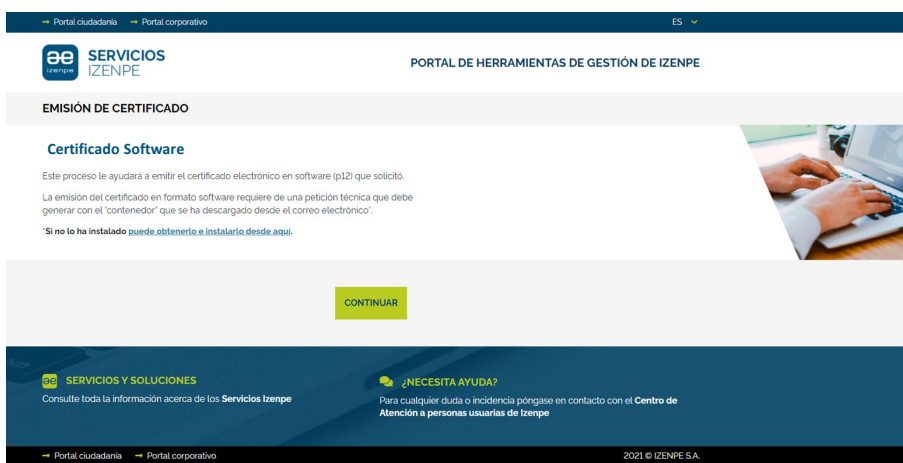 → Portal ciudadanía → Portal corporativo ES
izenpe SERVICIOS IZENPE
PORTAL DE HERRAMIENTAS DE GESTIÓN DE IZENPE
EMISIÓN DE CERTIFICADO
Certificado Software
Este proceso le ayudará a emitir el certificado electrónico en software (p12) que solicitó.
La emisión del certificado en formato software requiere de una petición técnica que debe
generar con el "contenedor" que se ha descargado desde el correo electrónico*.
*Si no lo ha instalado puede obtenerlo e instalarlo desde aquí.
CONTINUAR
SERVICIOS Y SOLUCIONES
Consulte toda la información acerca de los Servicios Izenpe
¿NECESITA AYUDA?
Para cualquier duda o incidencia póngase en contacto con el Centro de
Atención a personas usuarias de Izenpe
→ Portal ciudadanía → Portal corporativo 2021 © IZENPE S.A.